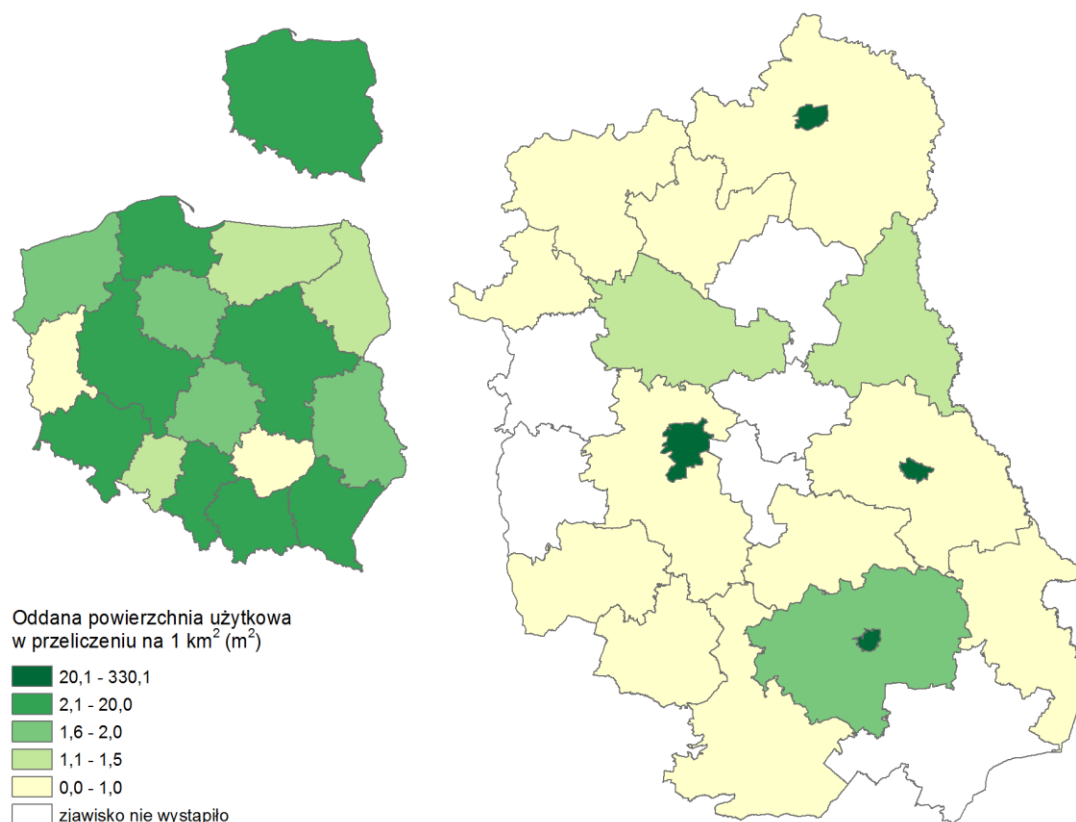 Oddana powierzchnia użytkowa
w przeliczeniu na 1 km² (m²)
20,1 - 330,1
2,1 - 20,0
1,6 - 2,0
1,1 - 1,5
0,0 - 1,0
zjawisko nie wystąpiło